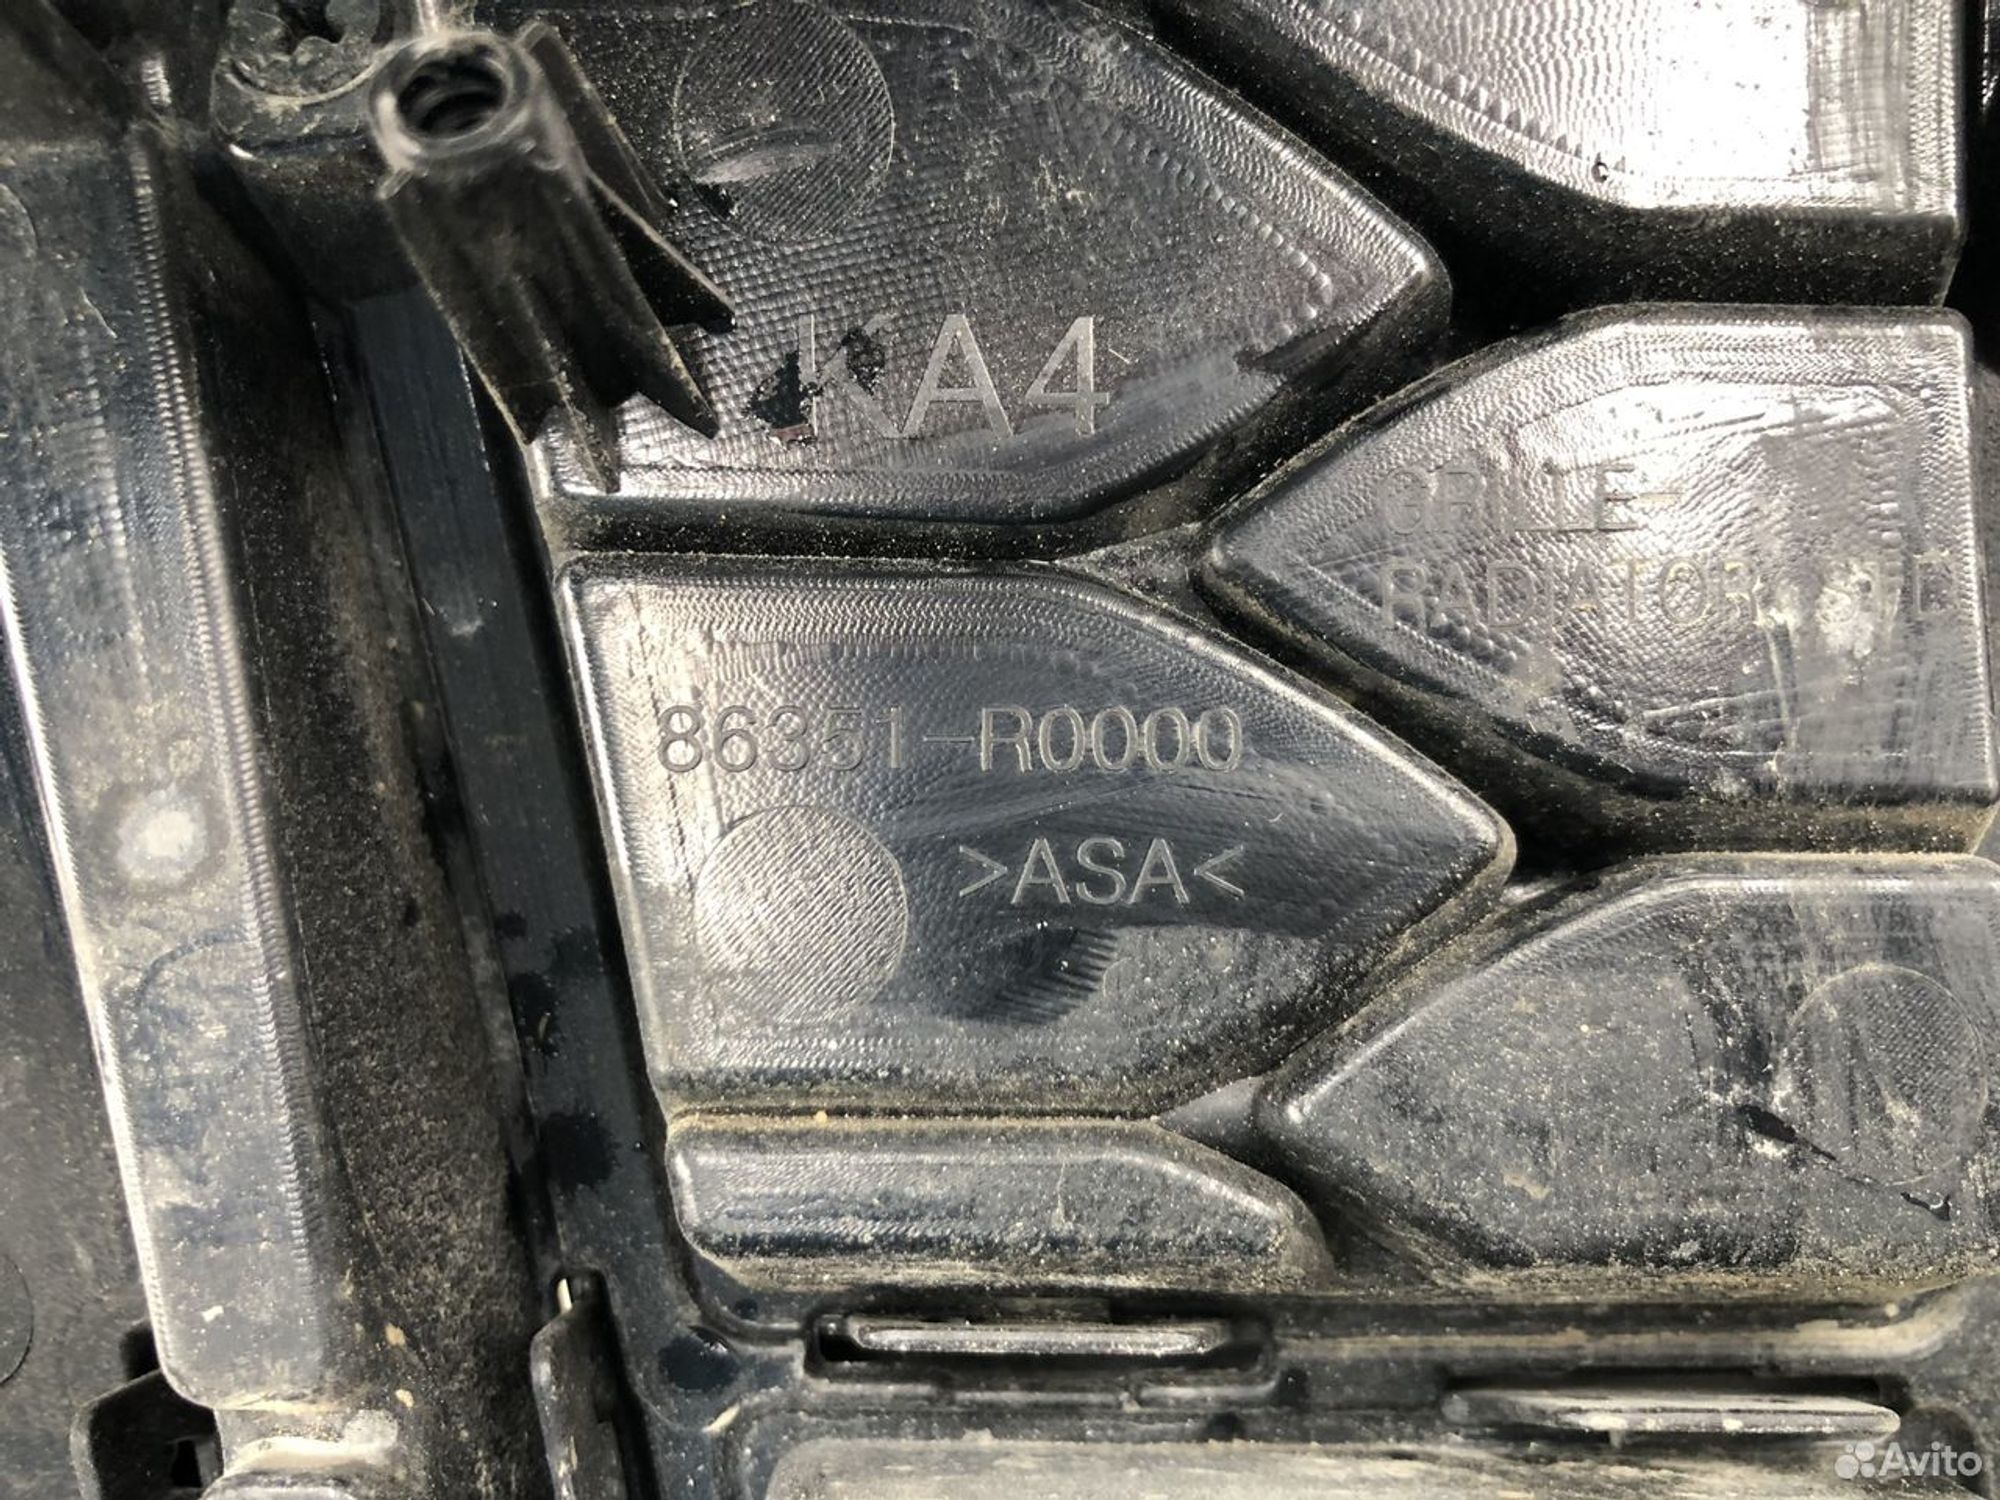 KA4
GRILLE-
RADIATOR
86351-R0000
>ASA<
Avito